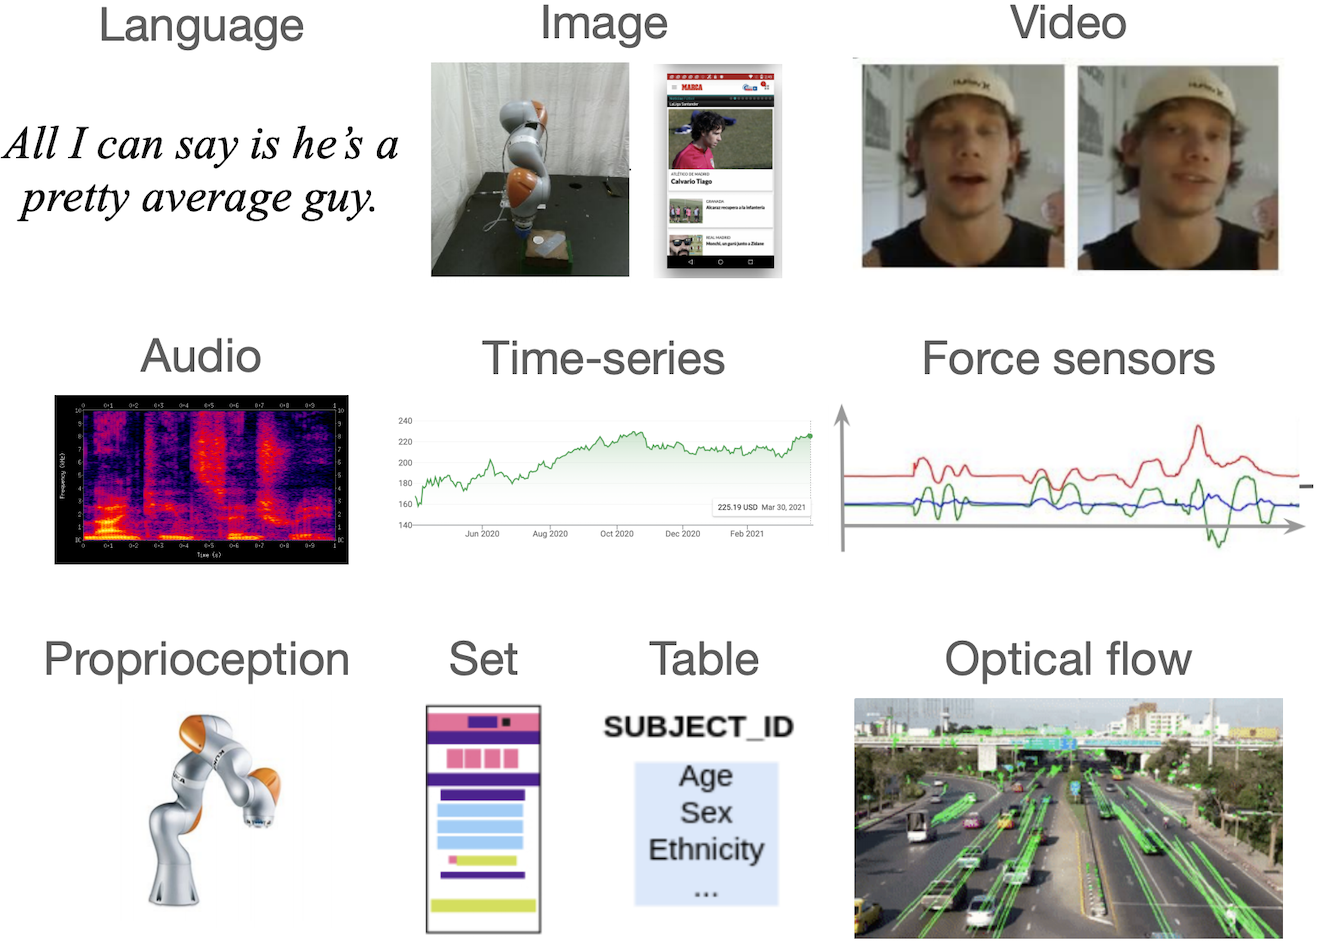 Language
Image
Video
All I can say is he's a
pretty average guy.
MARCA
LaLiga Santander
ATLÉTICO DE MADRID
Calvario Tiago
GRANADA
Alcaraz recupera a la infantería
REAL MADRID
Monchi, un gurú junto a Zidane
Hurley
Hurley
Audio
Time-series
Force sensors
Frequency (kHz)
Time (s)
240
220
200
180
160
140
225.19 USD Mar 30, 2021
Jun 2020
Aug 2020
Oct 2020
Dec 2020
Feb 2021
Proprioception
Set
Table
Optical flow
SUBJECT_ID
Age
Sex
Ethnicity
...